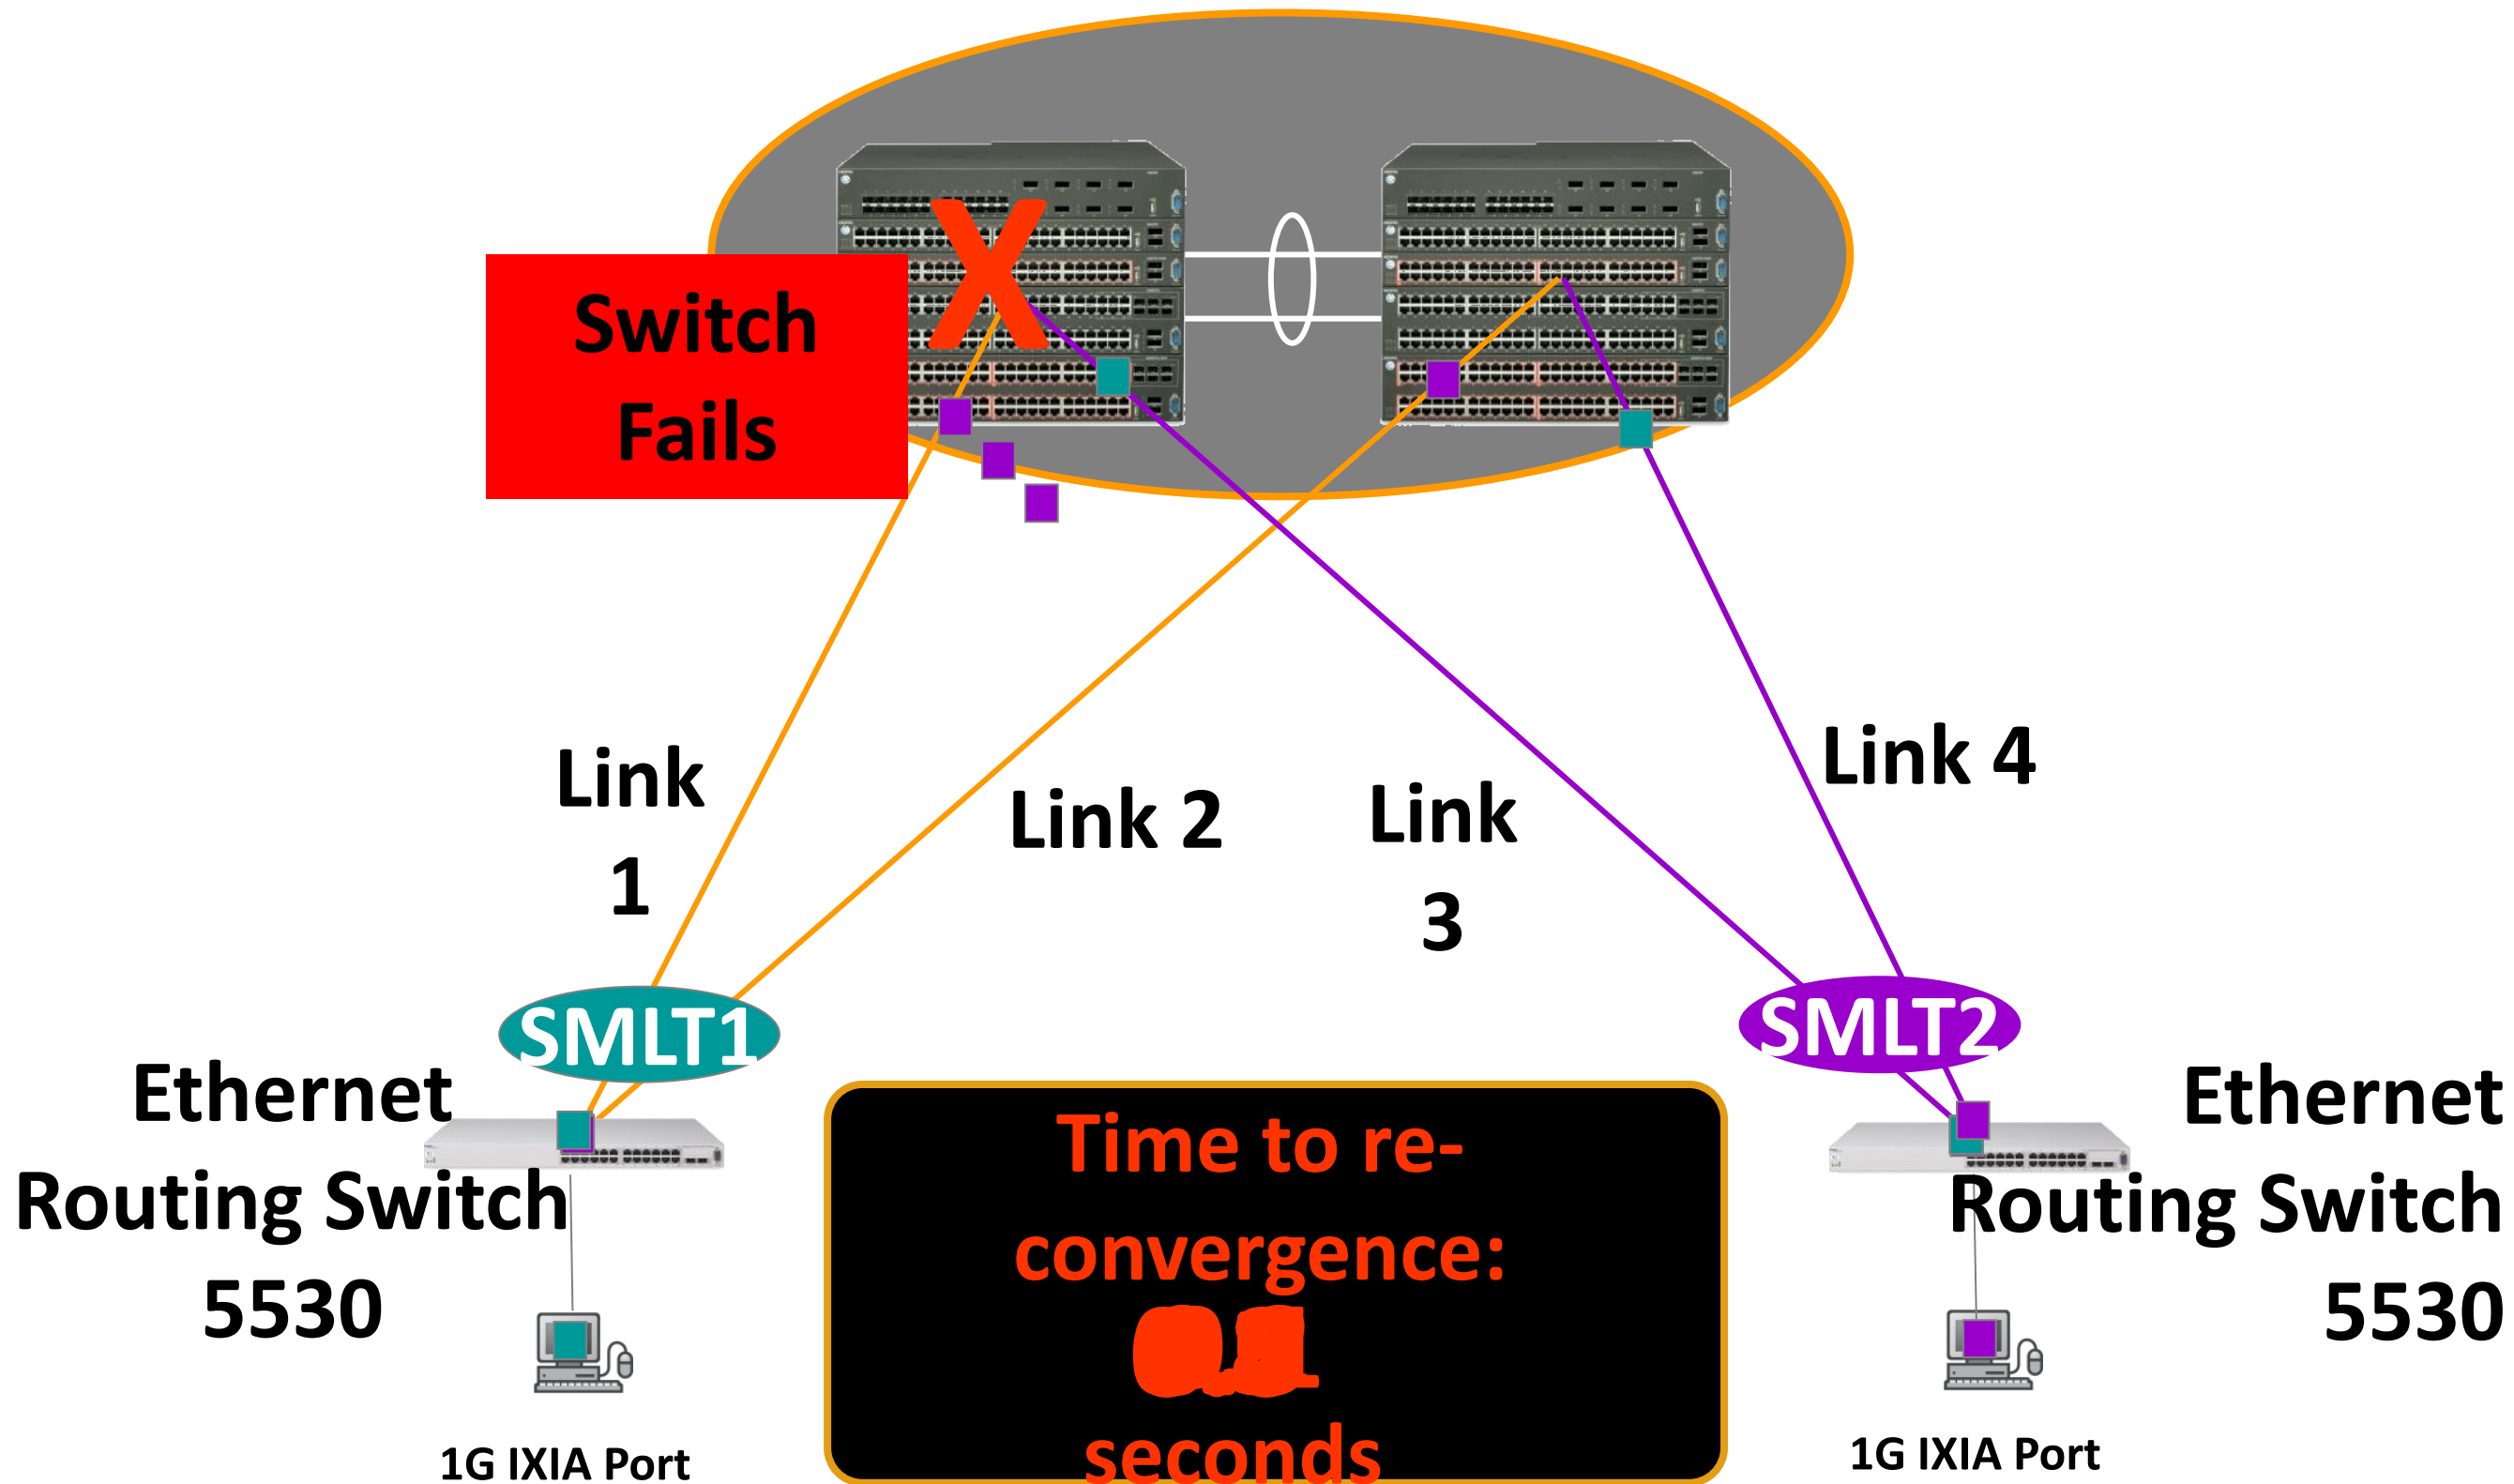 Switch
Fails
X
Link
1
Link 2
Link
3
Link 4
SMLT1
SMLT2
Ethernet
Routing Switch
5530
Ethernet
Routing Switch
5530
Time to re-
convergence:
seconds
1G IXIA Port
1G IXIA Port